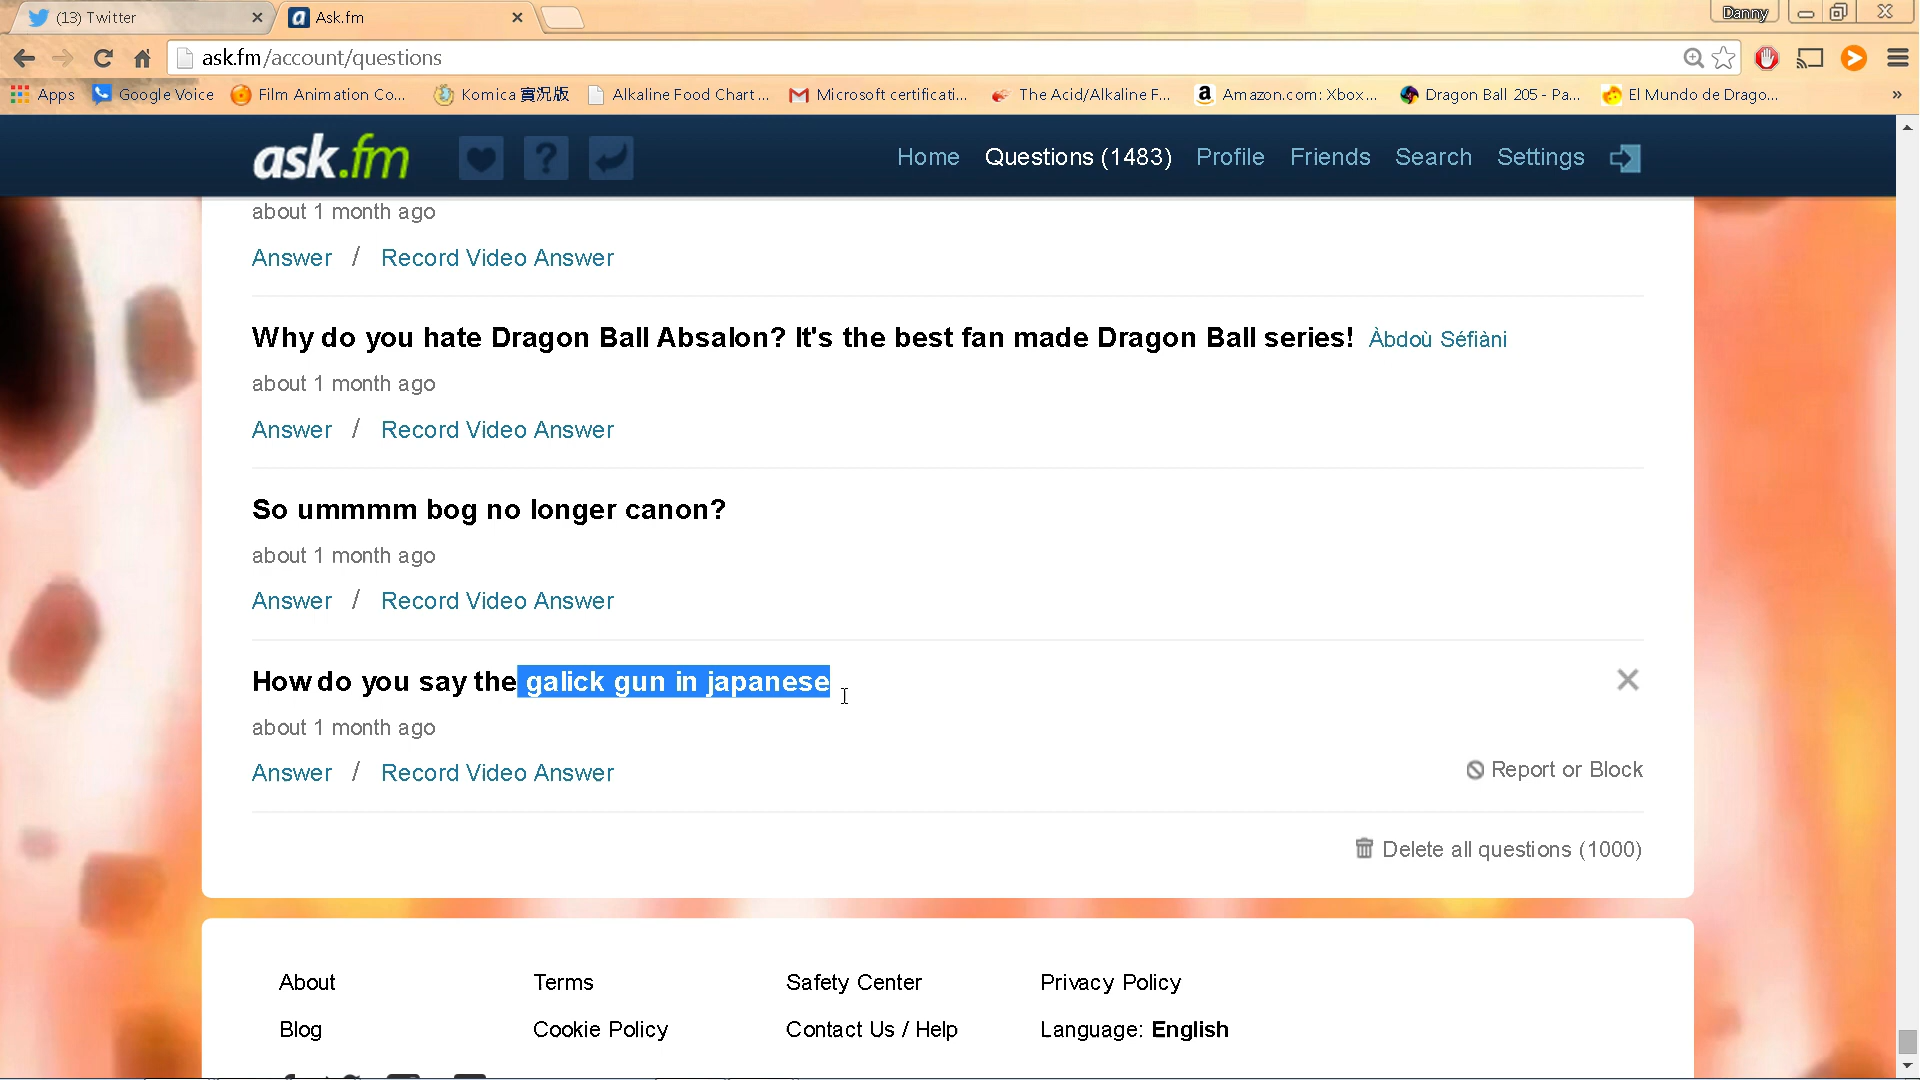 (13) Twitter
Ask.fm
Danny
ask.fm/account/questions
Apps
Google Voice
Film Animation Co...
Komica 實況版
Alkaline Food Chart ...
Microsoft certificati...
The Acid/Alkaline F...
Amazon.com: Xbox...
Dragon Ball 205 - Pa...
El Mundo de Drago...
»
ask.fm
Home
Questions (1483)
Profile
Friends
Search
Settings
about 1 month ago
Answer / Record Video Answer
Why do you hate Dragon Ball Absalon? It's the best fan made Dragon Ball series! Àbdoù Séfiàni
about 1 month ago
Answer / Record Video Answer
So ummmm bog no longer canon?
about 1 month ago
Answer / Record Video Answer
How do you say the galick gun in japanese
about 1 month ago
Answer / Record Video Answer
Report or Block
Delete all questions (1000)
About
Terms
Safety Center
Privacy Policy
Blog
Cookie Policy
Contact Us / Help
Language: English